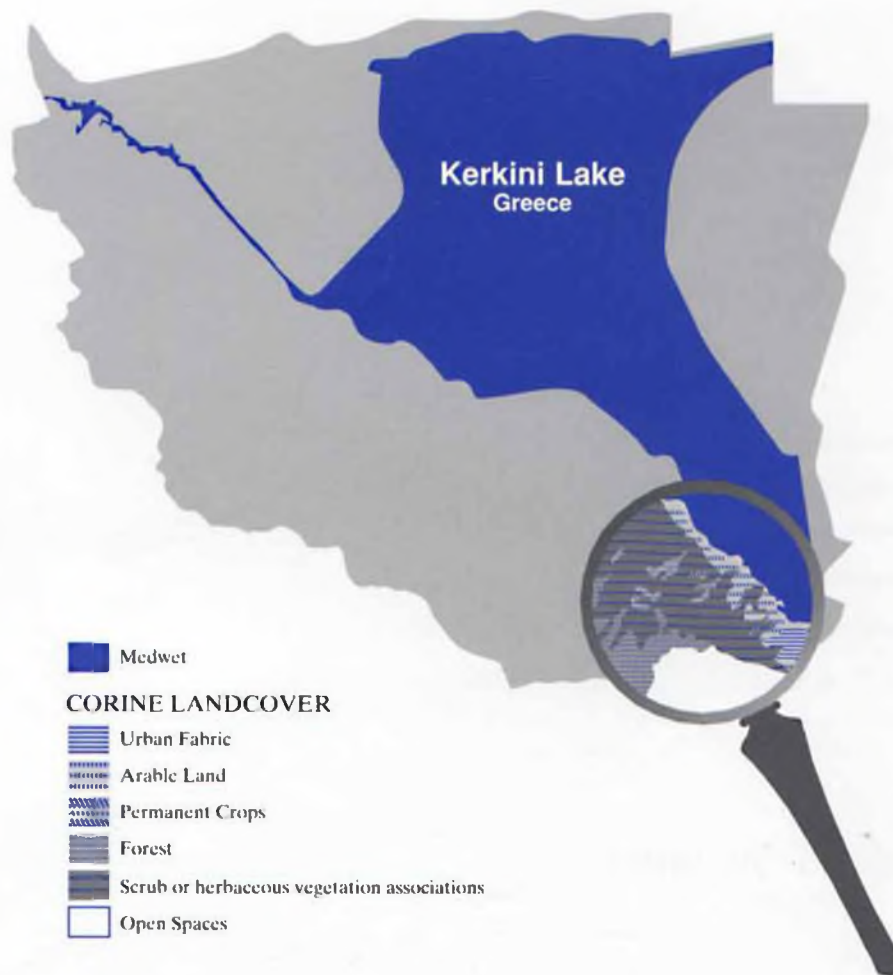 Kerkini Lake
Greece
Medwet
CORINE LANDCOVER
Urban Fabric
Arable Land
Permanent Crops
Forest
Scrub or herbaceous vegetation associations
Open Spaces